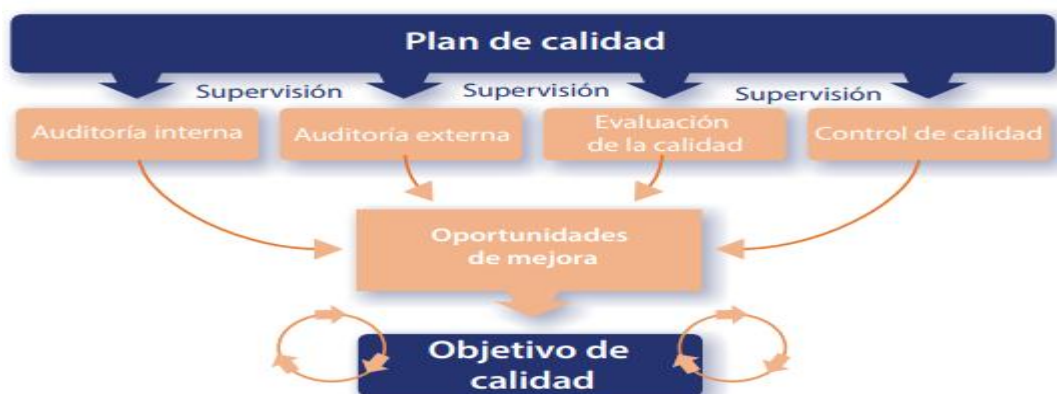 Plan de calidad
Supervisión
Supervisión
Supervisión
Auditoría interna
Auditoría externa
Evaluación
de la calidad
Control de calidad
Oportunidades
de mejora
Objetivo de
calidad